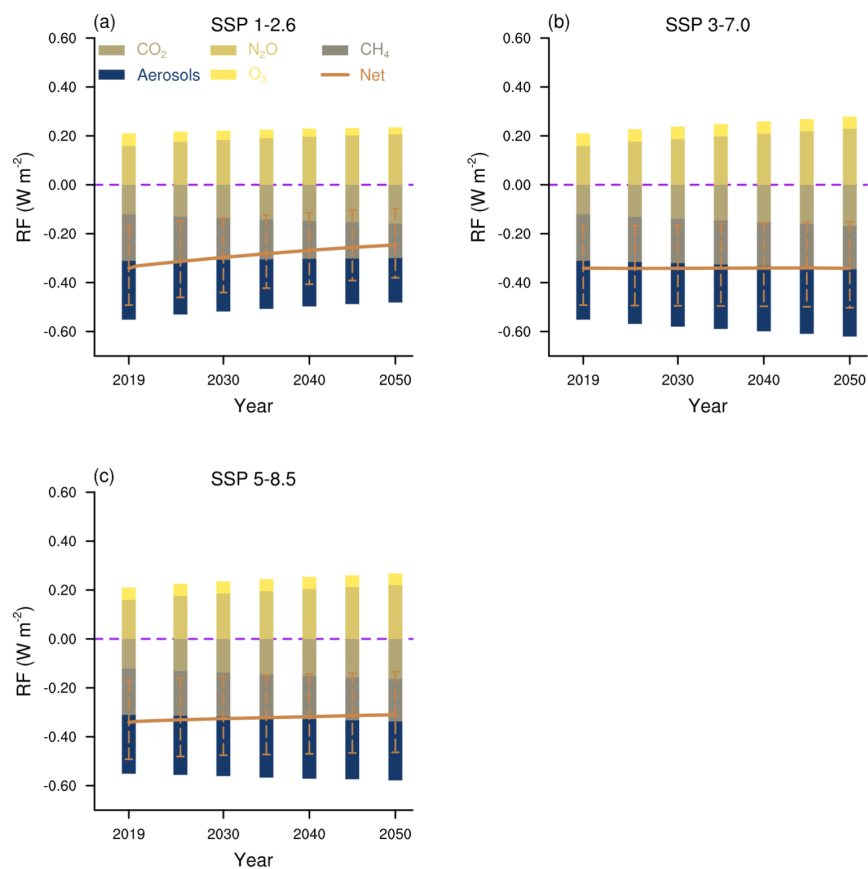 (a) SSP 1-2.6
0.60
0.40
0.20
0.00
-0.20
-0.40
-0.60
RF (W m-2)
CO2 N2O CH4
Aerosols O3 Net
2019 2030 2040 2050
Year
(b) SSP 3-7.0
0.60
0.40
0.20
0.00
-0.20
-0.40
-0.60
RF (W m-2)
2019 2030 2040 2050
Year
(c) SSP 5-8.5
0.60
0.40
0.20
0.00
-0.20
-0.40
-0.60
RF (W m-2)
2019 2030 2040 2050
Year